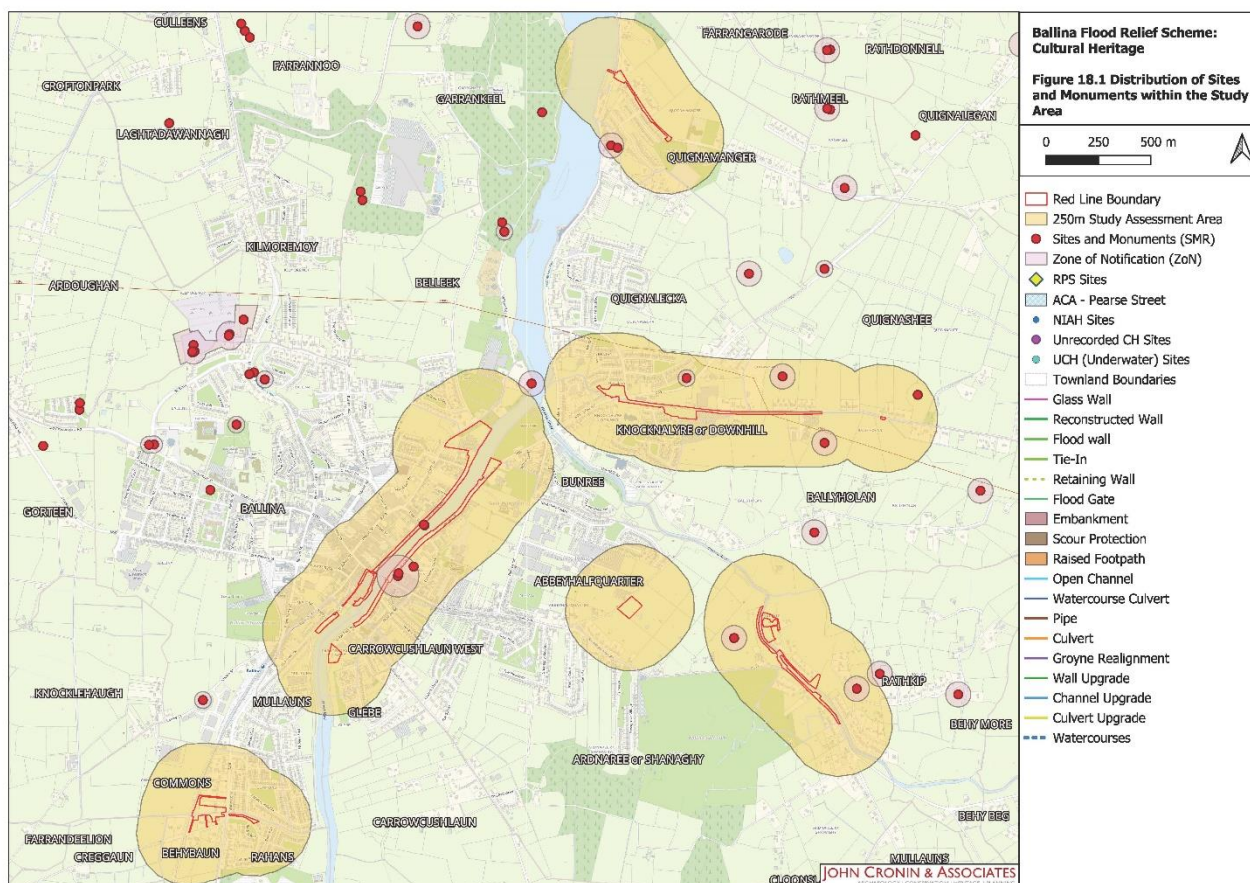 Ballina Flood Relief Scheme:
Cultural Heritage
Figure 18.1 Distribution of Sites
and Monuments within the Study
Area
0 250 500 m
Red Line Boundary
250m Study Assessment Area
Sites and Monuments (SMR)
Zone of Notification (ZoN)
RPS Sites
ACA - Pearse Street
NIAH Sites
Unrecorded CH Sites
UCH (Underwater) Sites
Townland Boundaries
Glass Wall
Reconstructed Wall
Flood wall
Tie-In
Retaining Wall
Flood Gate
Embankment
Scour Protection
Raised Footpath
Open Channel
Watercourse Culvert
Pipe
Culvert
Groyne Realignment
Wall Upgrade
Channel Upgrade
Culvert Upgrade
Watercourses
CULLEENS
FARRANGARODE
RATHDONNELL
FARRANNOO
CROFTONPARK
GARRANKEEL
RATHMEEL
QUIGNALEGAN
LAGHTADAWANNAGH
QUIGNAMANGER
KILMOREMOY
BELLEEK
ARDOUGHAN
QUIGNALECKA
QUIGNASHEE
KNOCKNALYRE or DOWNHILL
BUNREE
BALLYHOLAN
GORTEEN
BALLINA
ABBEYHALFQUARTER
CARROWCUSHLAUN WEST
RATHKIP
KNOCKLEHAUGH
MULLAUNS
GLEBE
BEHY MORE
ARDNAREE or SHANAGHY
COMMONS
CARROWCUSHLAUN
BEHY BEG
FARRANDEELION
CREGGAUN
BEHYBAUN
RAHANS
MULLAUNS
JOHN CRONIN & ASSOCIATES